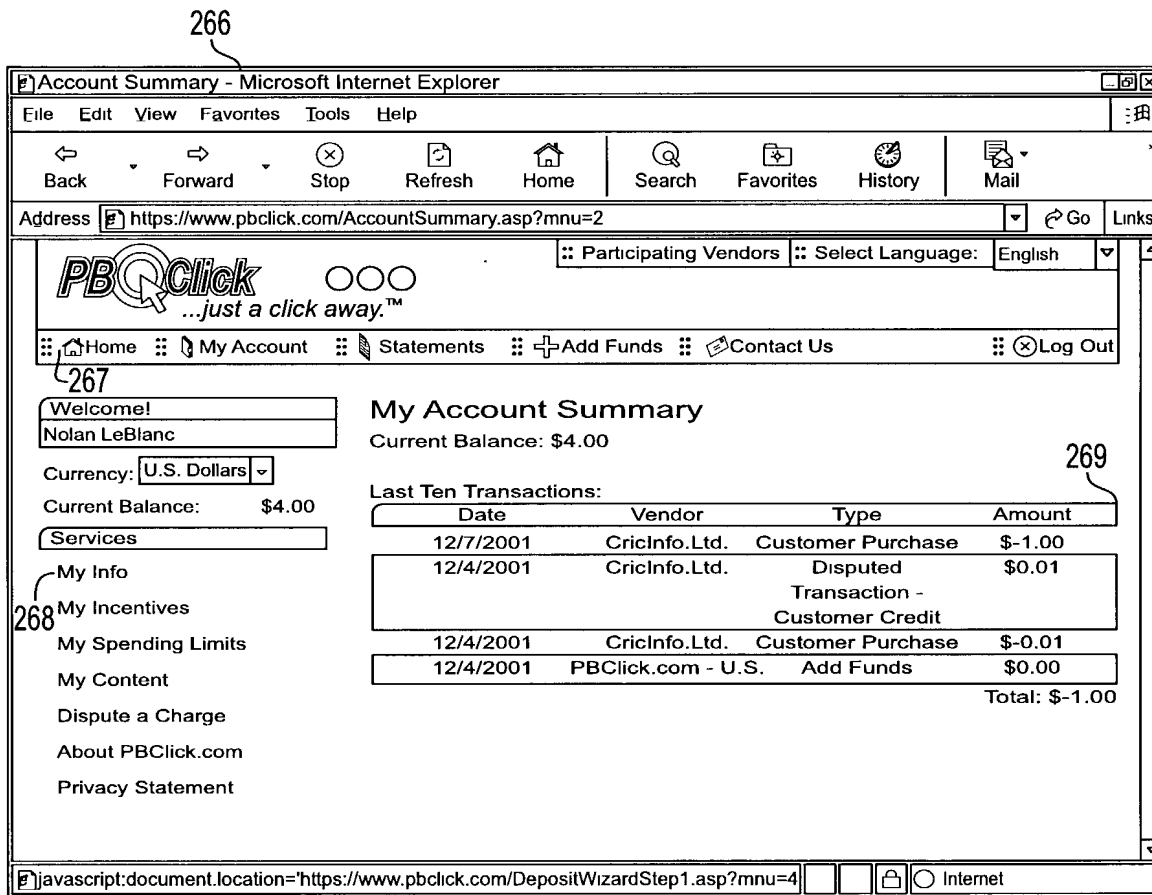 266
Account Summary - Microsoft Internet Explorer
File Edit View Favorites Tools Help
Back Forward Stop Refresh Home Search Favorites History Mail
Address https://www.pbclick.com/AccountSummary.asp?mnu=2 Go Links
PBClick
...just a click away.™
Participating Vendors Select Language: English
Home My Account Statements Add Funds Contact Us Log Out
267
Welcome!
Nolan LeBlanc
Currency: U.S. Dollars
Current Balance: $4.00
Services
My Info
268
My Incentives
My Spending Limits
My Content
Dispute a Charge
About PBClick.com
Privacy Statement
My Account Summary
Current Balance: $4.00
269
Last Ten Transactions:
Date Vendor Type Amount
12/7/2001 CricInfo.Ltd. Customer Purchase $-1.00
12/4/2001 CricInfo.Ltd. Disputed $0.01
Transaction -
Customer Credit
12/4/2001 CricInfo.Ltd. Customer Purchase $-0.01
12/4/2001 PBClick.com - U.S. Add Funds $0.00
Total: $-1.00
javascript:document.location='https://www.pbclick.com/DepositWizardStep1.asp?mnu=4 Internet